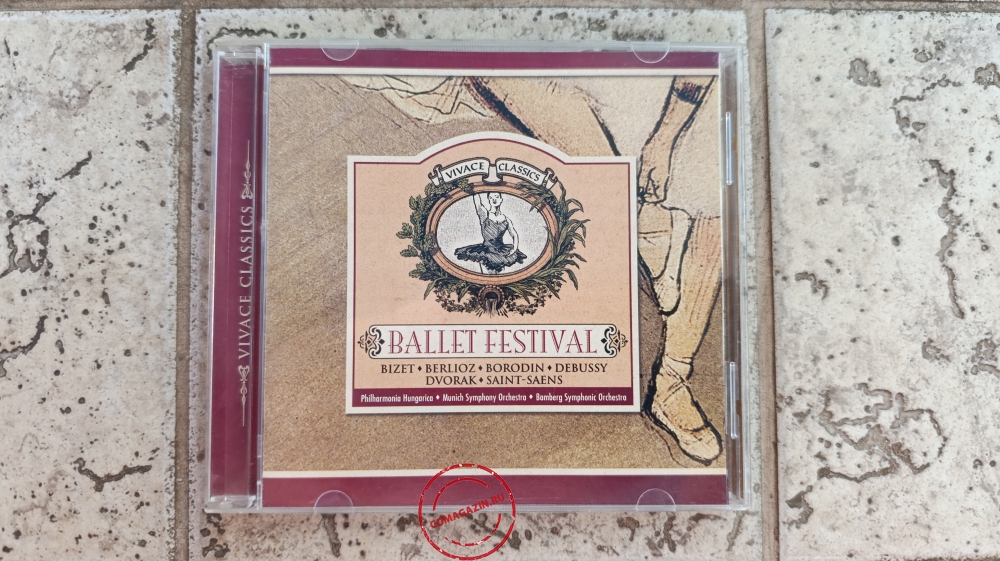 VIVACE CLASSICS
VIVACE CLASSICS
BALLET FESTIVAL
BIZET ♦ BERLIOZ ♦ BORODIN ♦ DEBUSSY
DVORAK ♦ SAINT-SAENS
Philharmonia Hungarica ♦ Munich Symphony Orchestra ♦ Bamberg Symphonic Orchestra
CDMAGAZIN.RU